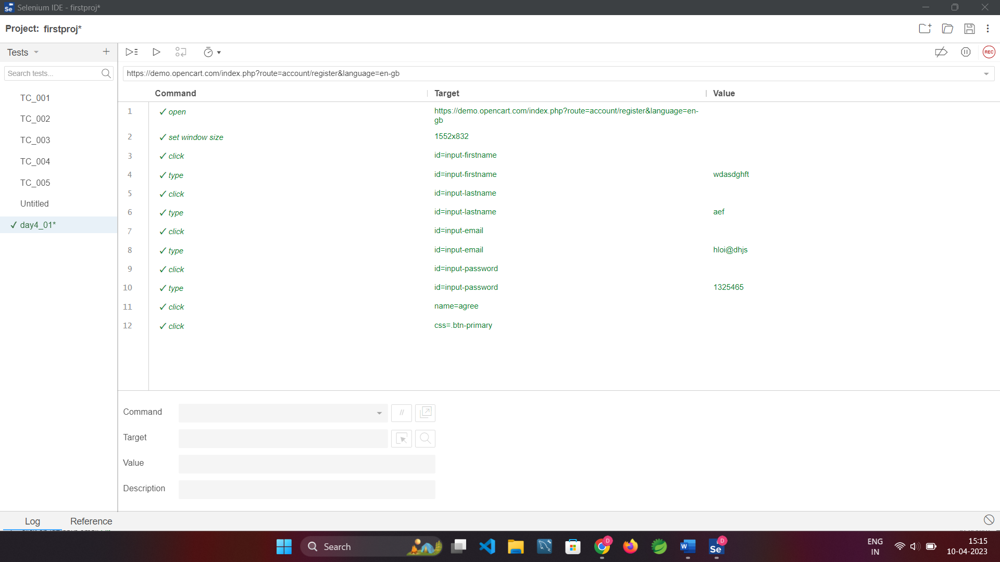 Selenium IDE - firstproj*
Project: firstproj*
Tests
REC
Search tests...
https://demo.opencart.com/index.php?route=account/register&language=en-gb
TC_001
TC_002
TC_003
TC_004
TC_005
Untitled
✓ day4_01*
Command Target Value
1 ✓ open https://demo.opencart.com/index.php?route=account/register&language=en-
gb
2 ✓ set window size 1552x832
3 ✓ click id=input-firstname
4 ✓ type id=input-firstname wdasdghft
5 ✓ click id=input-lastname
6 ✓ type id=input-lastname aef
7 ✓ click id=input-email
8 ✓ type id=input-email hloi@dhjs
9 ✓ click id=input-password
10 ✓ type id=input-password 1325465
11 ✓ click name=agree
12 ✓ click css=.btn-primary
Command //
Target
Value
Description
Log Reference
Search
D
W
Se
D
ENG
IN
15:15
10-04-2023